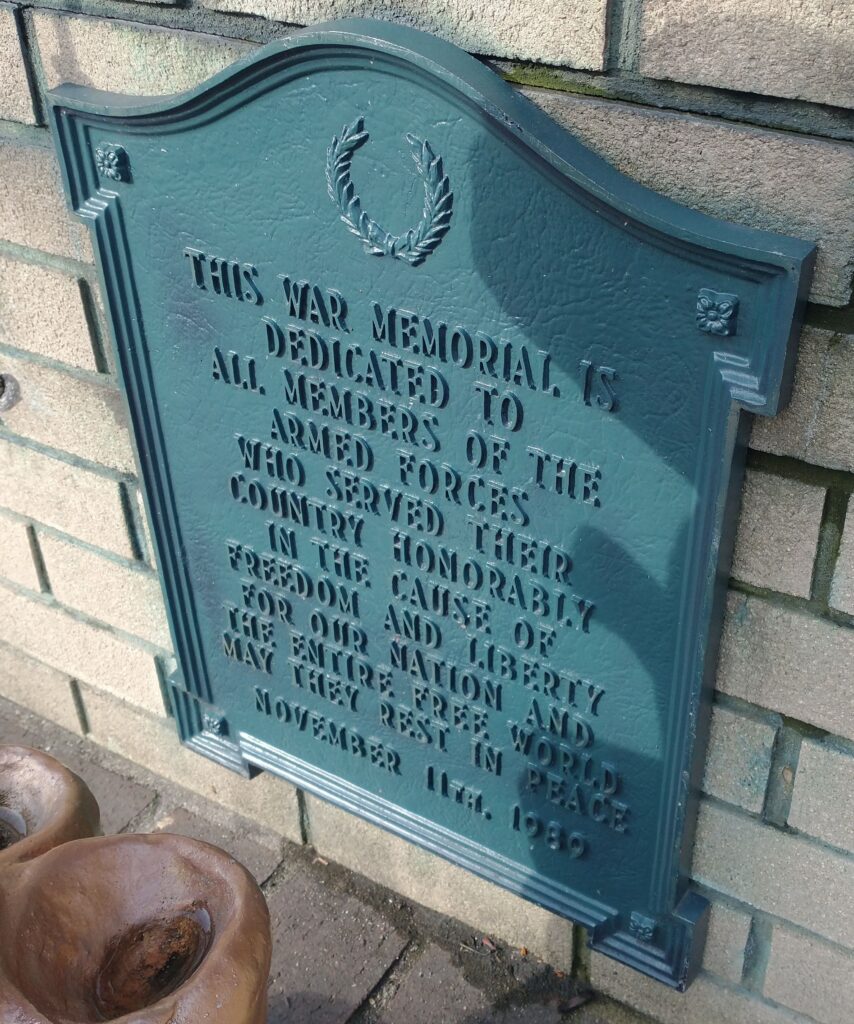 THIS WAR MEMORIAL IS
DEDICATED TO
ALL MEMBERS OF THE
ARMED FORCES
WHO SERVED THEIR
COUNTRY HONORABLY
IN THE CAUSE OF
FREEDOM AND LIBERTY
FOR OUR NATION AND
THE ENTIRE FREE WORLD
MAY THEY REST IN PEACE
NOVEMBER 11TH. 1989